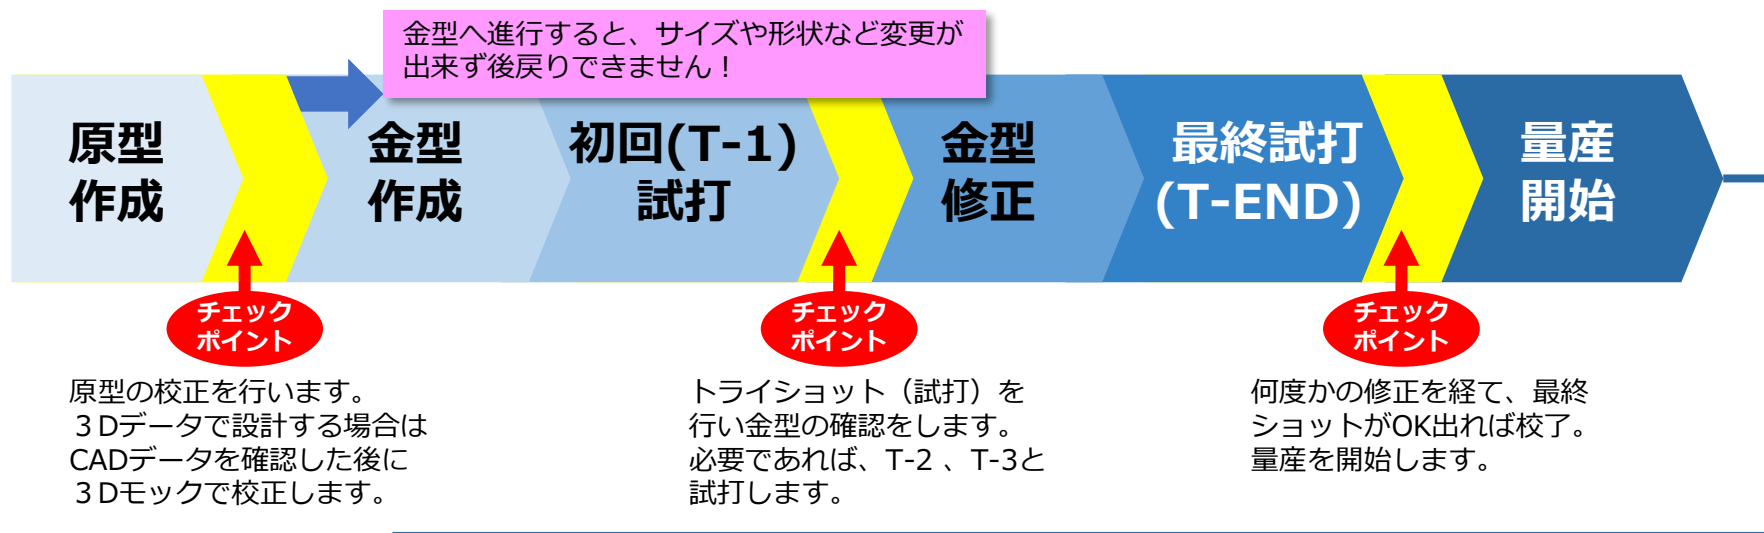 金型へ進行すると、サイズや形状など変更が
出来ず後戻りできません！
原型
作成
金型
作成
初回(T-1)
試打
金型
修正
最終試打
(T-END)
量産
開始
チェック
ポイント
原型の校正を行います。
３Dデータで設計する場合は
CADデータを確認した後に
３Dモックで校正します。
チェック
ポイント
トライショット（試打）を
行い金型の確認をします。
必要であれば、T-2 、T-3と
試打します。
チェック
ポイント
何度かの修正を経て、最終
ショットがOK出れば校了。
量産を開始します。